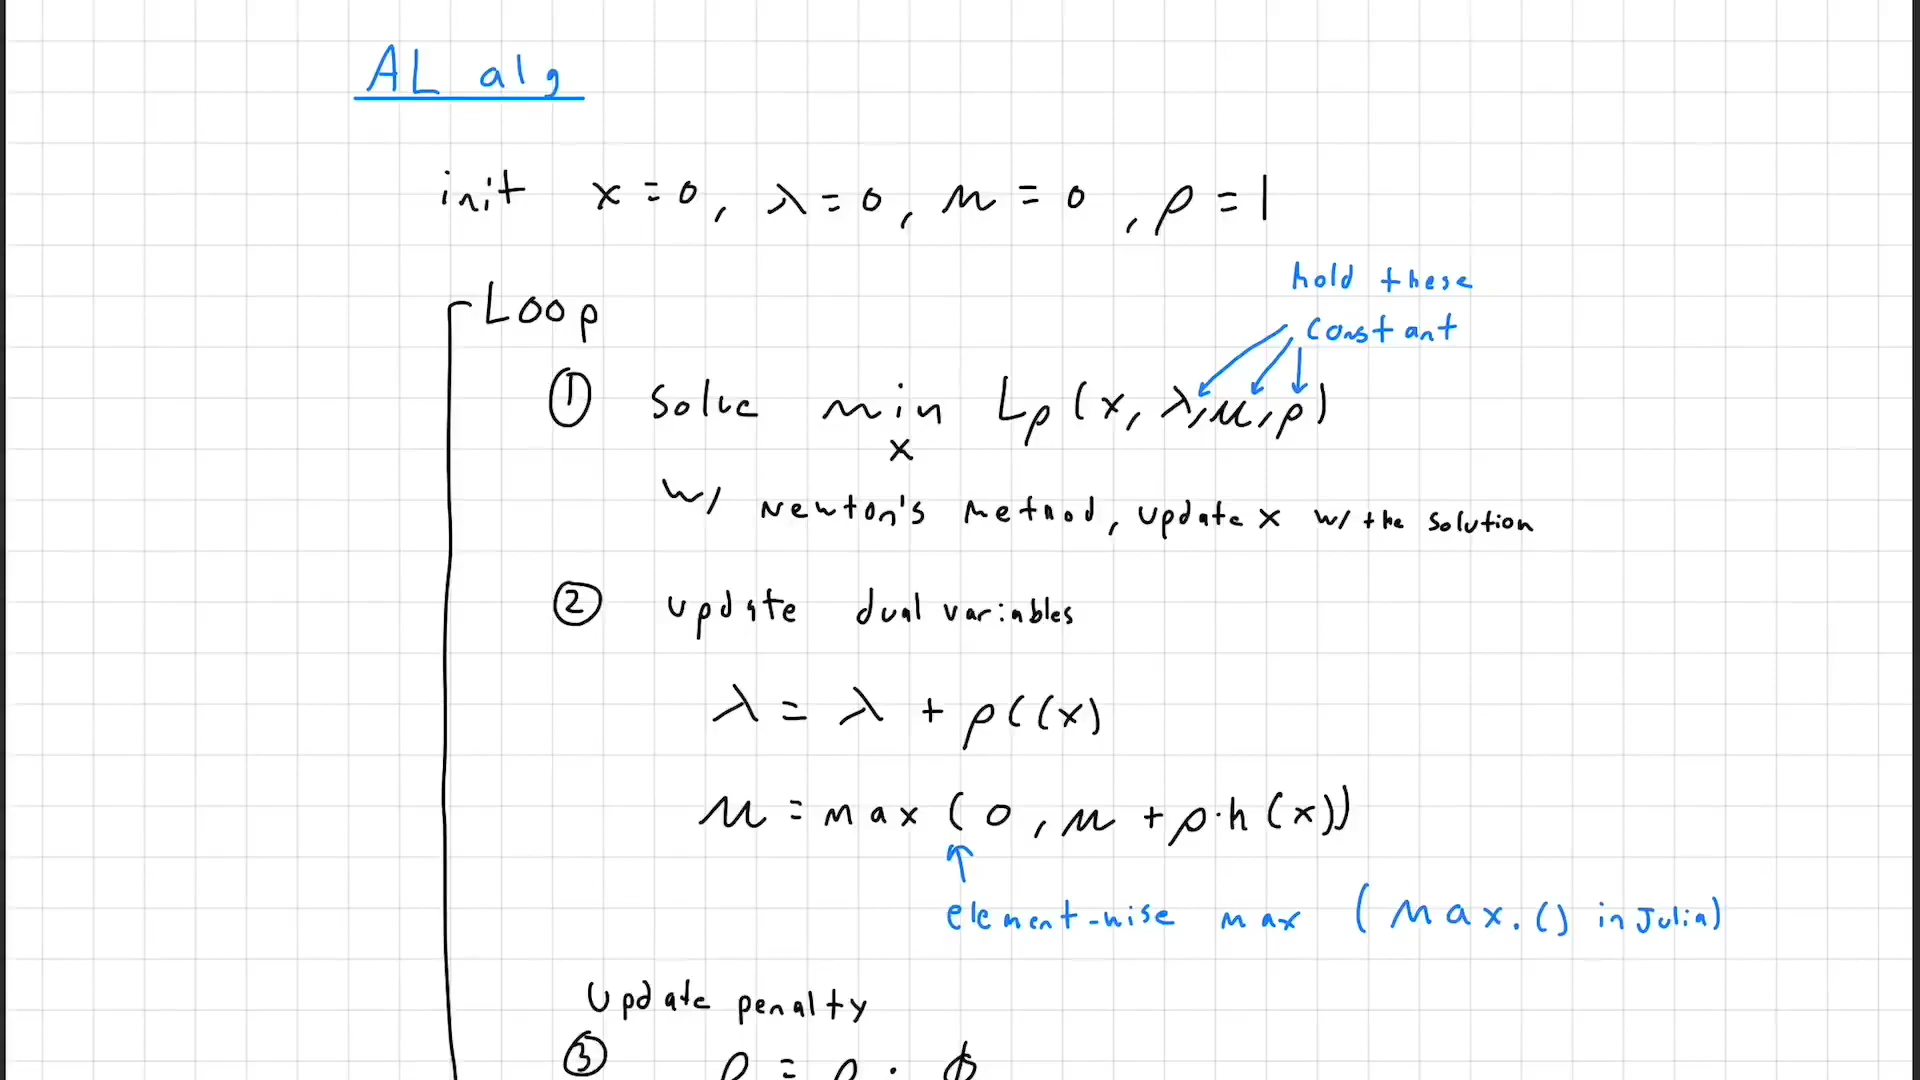 AL alg
init x = 0, λ = 0, μ = 0, ρ = 1
hold these
constant
Loop
① solve min Lρ(x, λ, μ, ρ)
x
w/ Newton's method, update x w/ the solution
② update dual variables
λ = λ + ρ c(x)
μ = max (0, μ + ρ·h(x))
element-wise max (max.() in Julia)
update penalty
③ ρ = ρ · ϕ